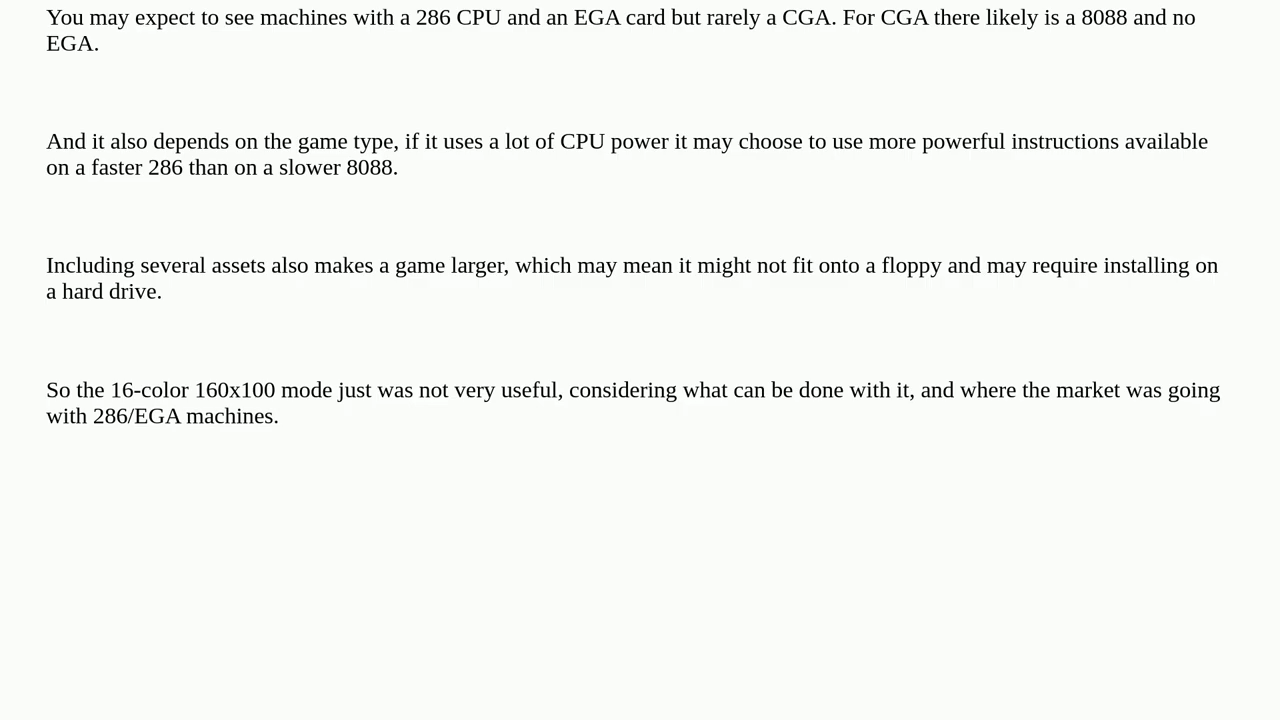 You may expect to see machines with a 286 CPU and an EGA card but rarely a CGA. For CGA there likely is a 8088 and no
EGA.
And it also depends on the game type, if it uses a lot of CPU power it may choose to use more powerful instructions available
on a faster 286 than on a slower 8088.
Including several assets also makes a game larger, which may mean it might not fit onto a floppy and may require installing on
a hard drive.
So the 16-color 160x100 mode just was not very useful, considering what can be done with it, and where the market was going
with 286/EGA machines.